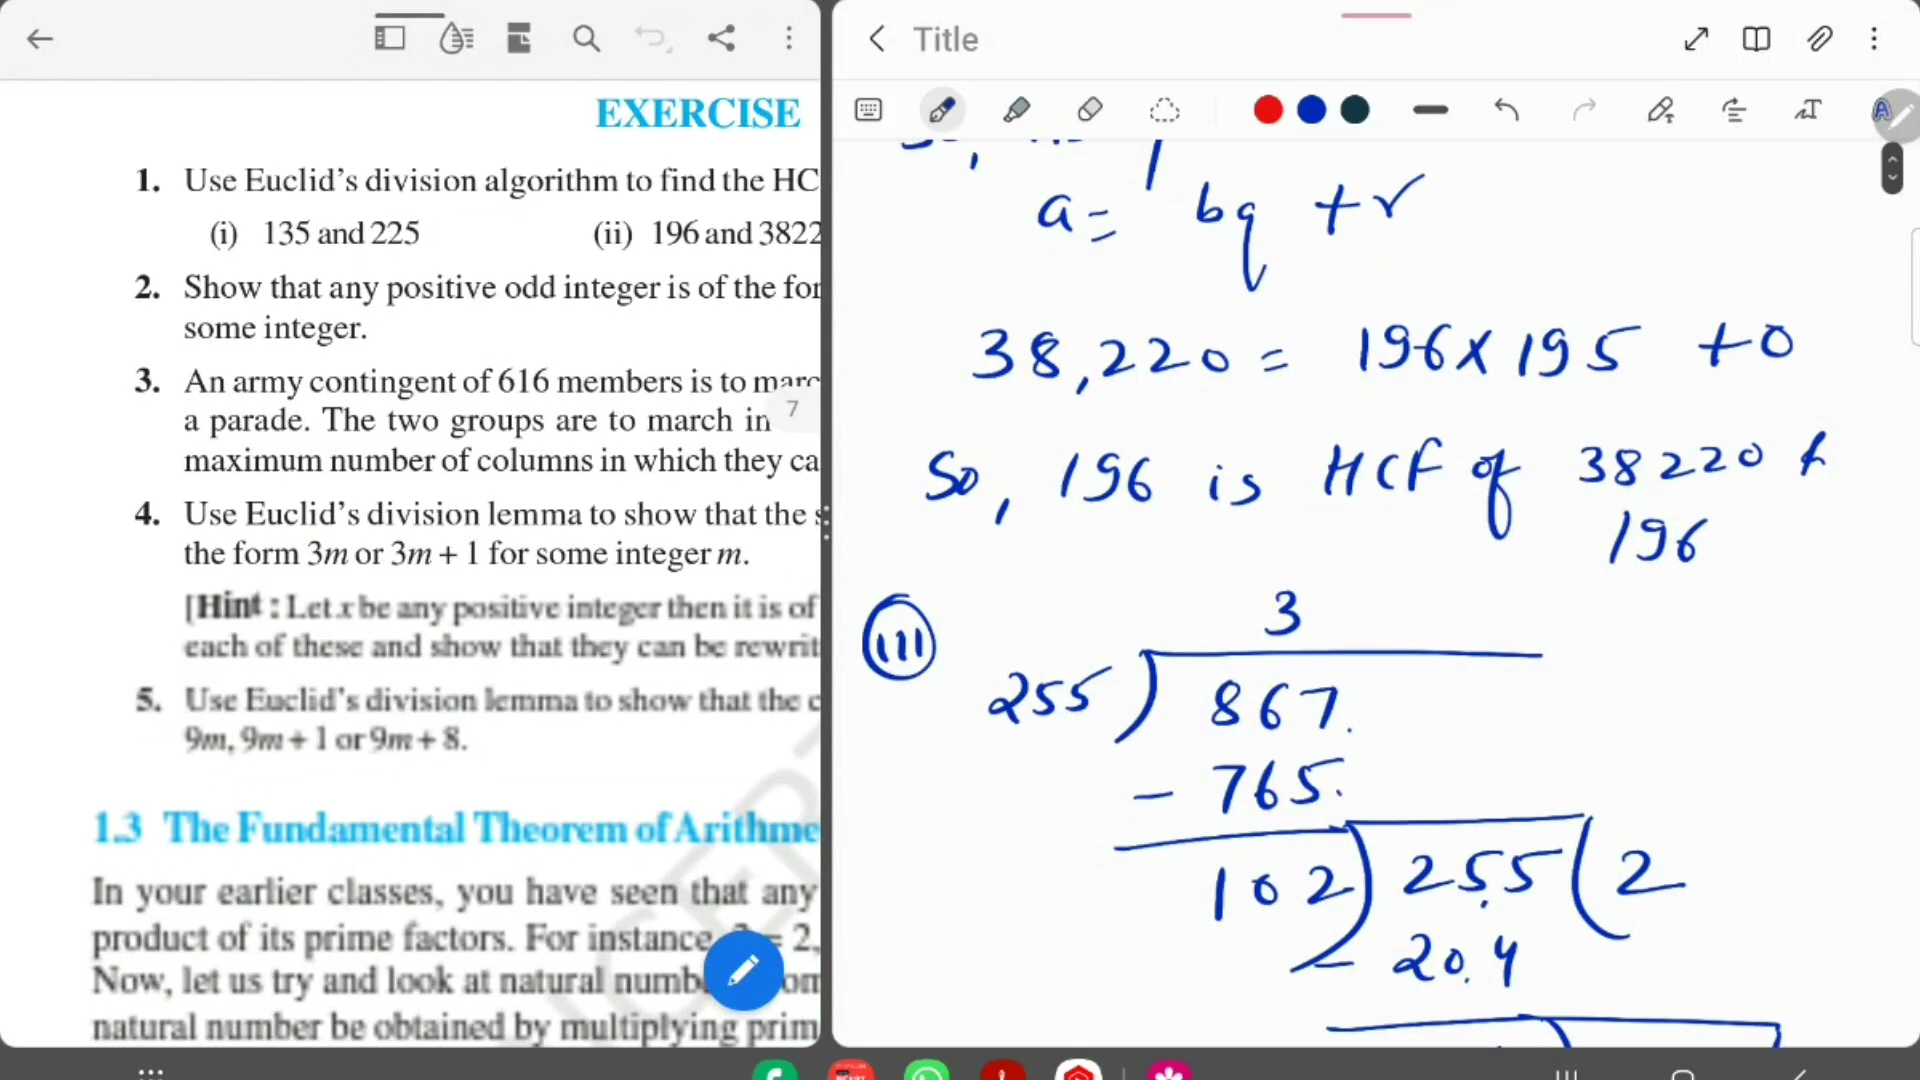 EXERCISE
1. Use Euclid's division algorithm to find the HC
(i) 135 and 225 (ii) 196 and 3822
2. Show that any positive odd integer is of the for
some integer.
3. An army contingent of 616 members is to marc
a parade. The two groups are to march in
7
maximum number of columns in which they ca
4. Use Euclid's division lemma to show that the s
the form 3m or 3m + 1 for some integer m.
[Hint : Let x be any positive integer then it is of
each of these and show that they can be rewrit
5. Use Euclid's division lemma to show that the c
9m, 9m + 1 or 9m + 8.
1.3 The Fundamental Theorem of Arithme
In your earlier classes, you have seen that any
product of its prime factors. For instance, = 2,
Now, let us try and look at natural numb om
natural number be obtained by multiplying prim
Title
a = bq + r
38,220 = 196 x 195 + 0
So, 196 is HCF of 38220 &
196
(iii) 3
255 ) 867.
- 765.
102 ) 25.5 ( 2
- 20.4